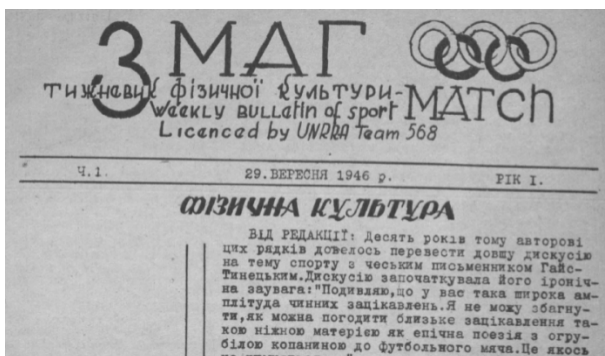 ЗМАГ
ТИЖНЕВИК ФІЗИЧНОЇ КУЛЬТУРИ-
WEEKLY BULLETIN of sport MATCH
Licenced by UNRRA Team 568
Ч.1.
29.ВЕРЕСНЯ 1946 р.
РІК I.
ФІЗИЧНА КУЛЬТУРА
ВІД РЕДАКЦІЇ: Десять років тому авторові
цих рядків довелось перевести довшу дискусію
на тему спорту з чеським письменником Гайс-
Тинецьким.Дискусію започаткувала його іроніч-
на заувага:"Подивляю,що у вас така широка ам-
плітуда чинних зацікавлень.Я не можу збагну-
ти,як можна погодити близьке зацікавлення та-
кою ніжною матерією як епічна поезія з огру-
білою копаниною до футбольного мяча.Це якось